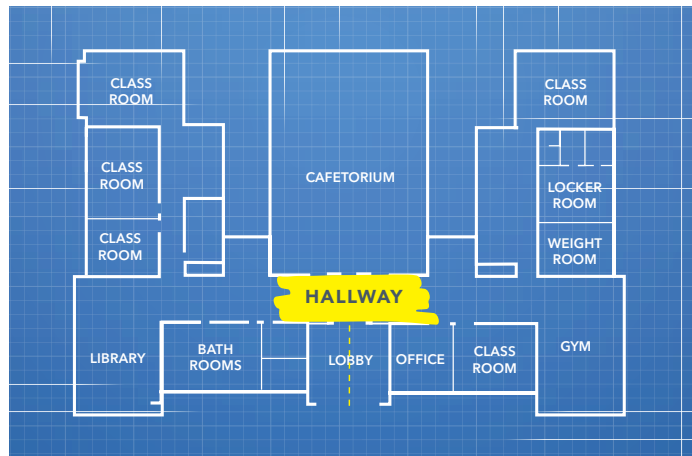 CLASS
ROOM
CLASS
ROOM
CLASS
ROOM
CAFETORIUM
CLASS
ROOM
LOCKER
ROOM
WEIGHT
ROOM
HALLWAY
LIBRARY
BATH
ROOMS
LOBBY
OFFICE
CLASS
ROOM
GYM